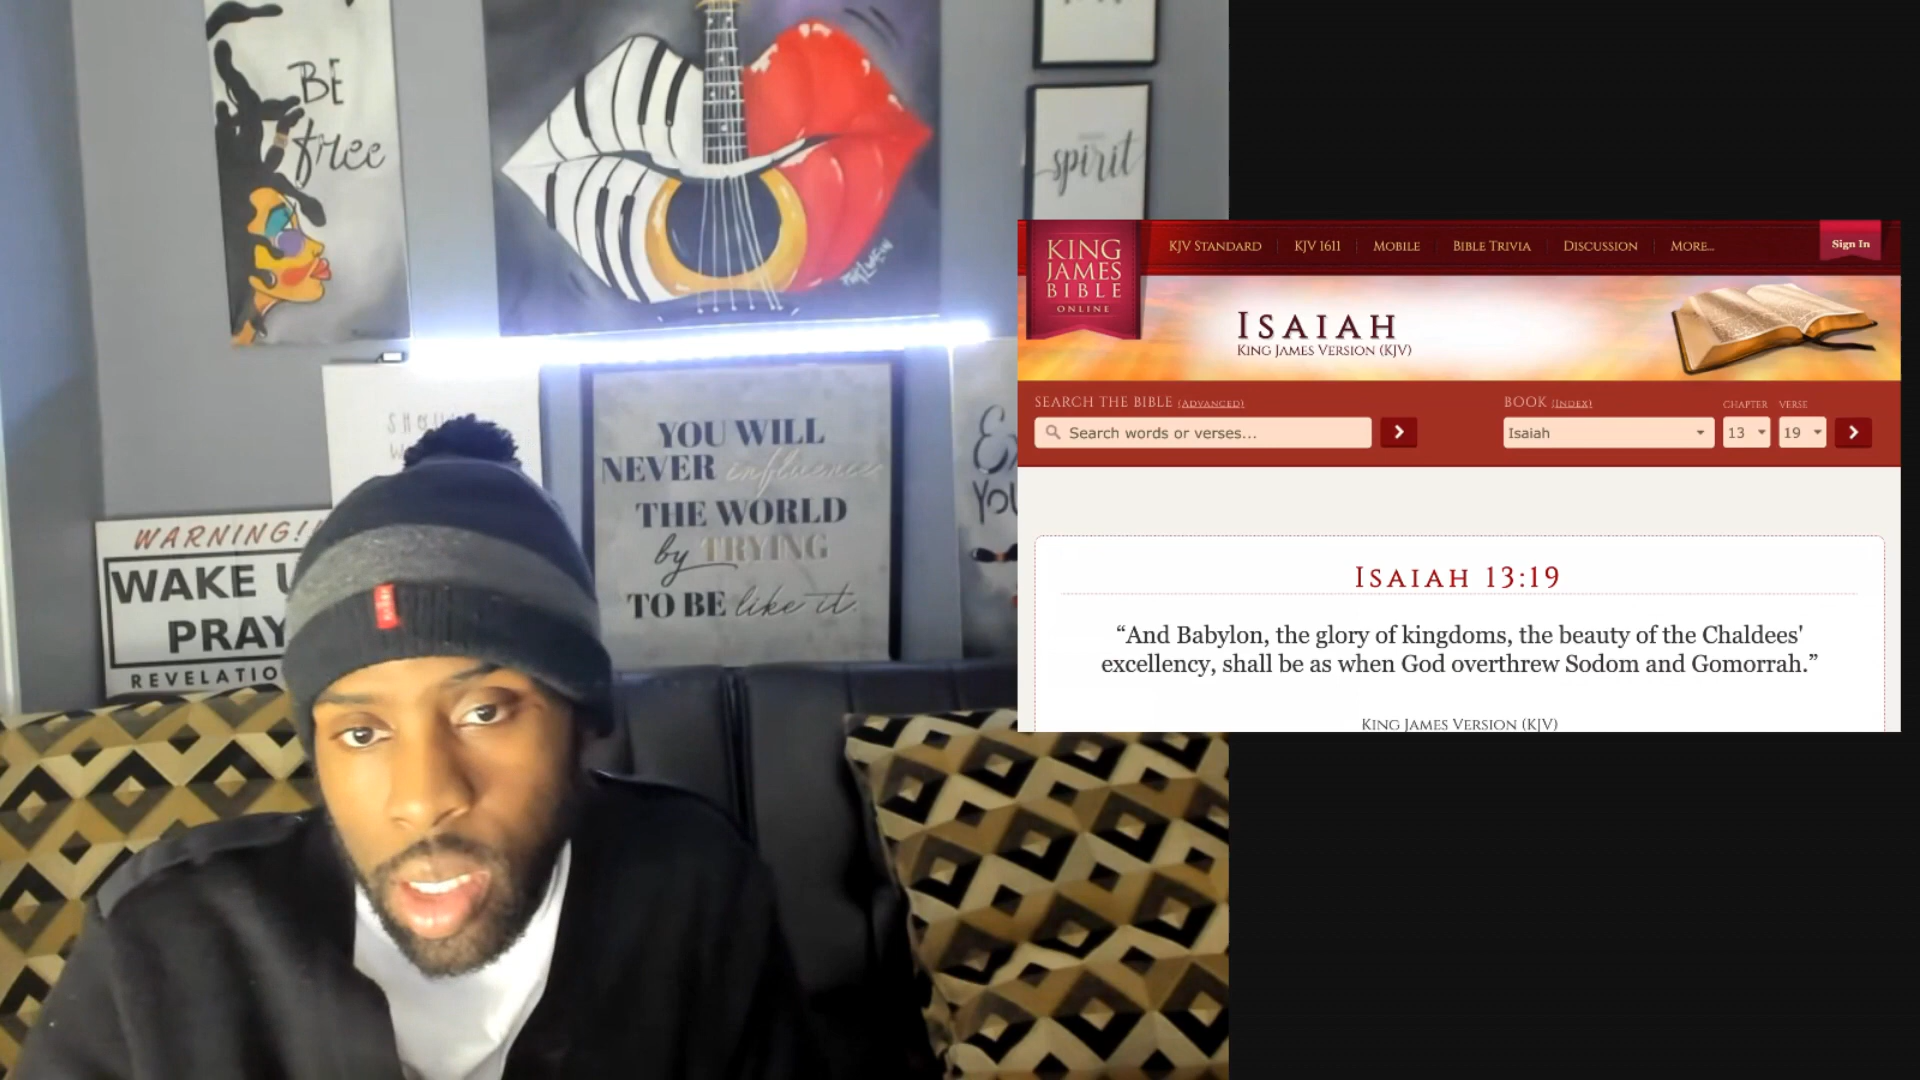 BE
free
spirit
SHOU
W
YOU WILL
NEVER influence
THE WORLD
by TRYING
TO BE like it.
YOU
WARNING!
WAKE U
PRAY
REVELATIO
KING
JAMES
BIBLE
ONLINE
KJV STANDARD
KJV 1611
MOBILE
BIBLE TRIVIA
DISCUSSION
MORE...
Sign In
ISAIAH
KING JAMES VERSION (KJV)
SEARCH THE BIBLE (ADVANCED)
BOOK (INDEX)
CHAPTER
VERSE
Search words or verses...
Isaiah
13
19
ISAIAH 13:19
“And Babylon, the glory of kingdoms, the beauty of the Chaldees'
excellency, shall be as when God overthrew Sodom and Gomorrah.”
KING JAMES VERSION (KJV)